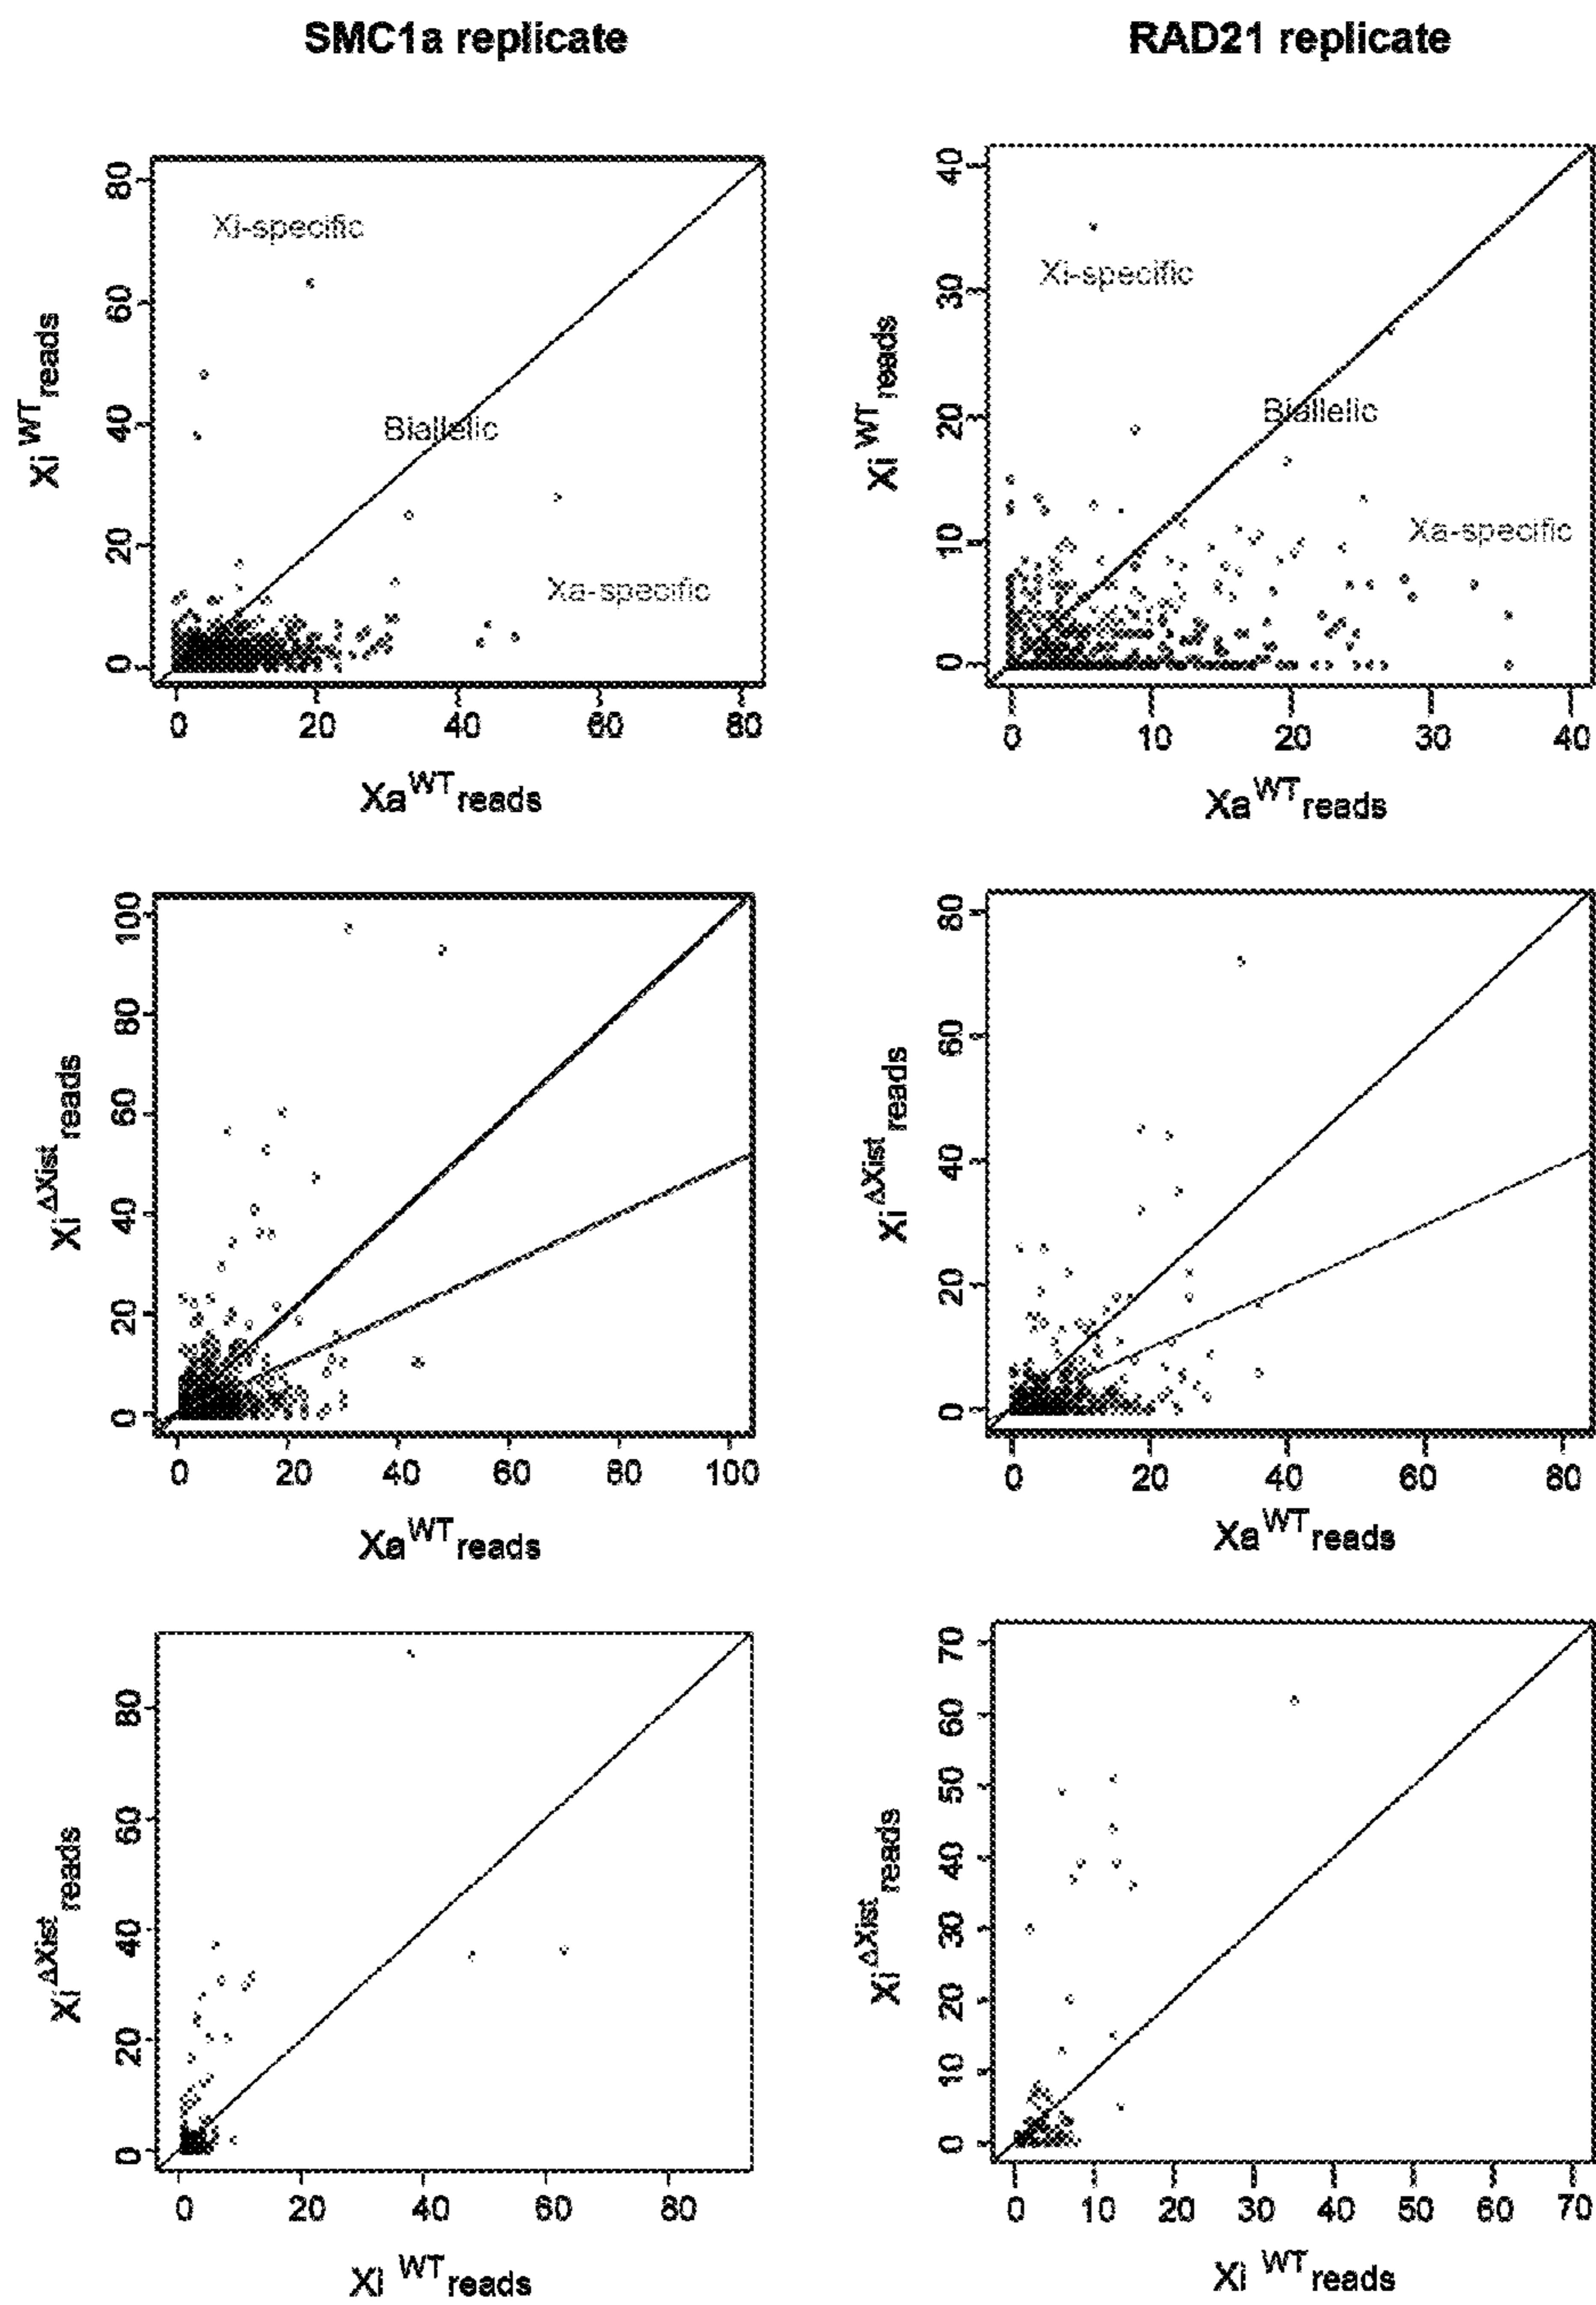 SMC1a replicate
RAD21 replicate
80
60
40
20
0
Xi WT reads
Xi-specific
Biallelic
Xa-specific
0 20 40 60 80
Xa WT reads
40
30
20
10
0
Xi WT reads
Xi-specific
Biallelic
Xa-specific
0 10 20 30 40
Xa WT reads
100
80
60
40
20
0
Xi ΔXist reads
0 20 40 60 80 100
Xa WT reads
80
60
40
20
0
Xi ΔXist reads
0 20 40 60 80
Xa WT reads
80
60
40
20
0
Xi ΔXist reads
0 20 40 60 80
Xi WT reads
70
60
50
40
30
20
10
0
Xi ΔXist reads
0 10 20 30 40 50 60 70
Xi WT reads